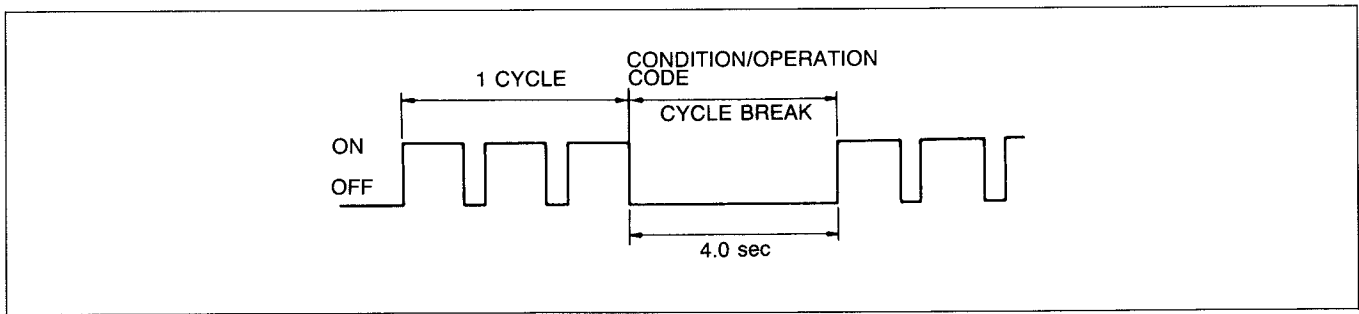 CONDITION/OPERATION
CODE
1 CYCLE
CYCLE BREAK
ON
OFF
4.0 sec